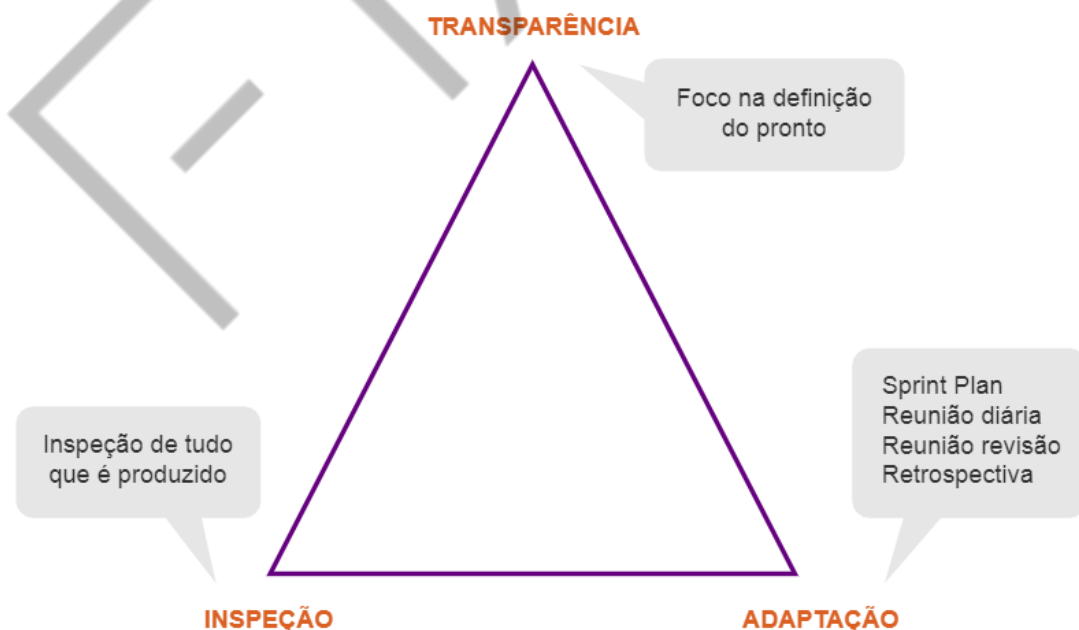 TRANSPARÊNCIA
Foco na definição
do pronto
Sprint Plan
Reunião diária
Reunião revisão
Retrospectiva
Inspeção de tudo
que é produzido
INSPEÇÃO
ADAPTAÇÃO